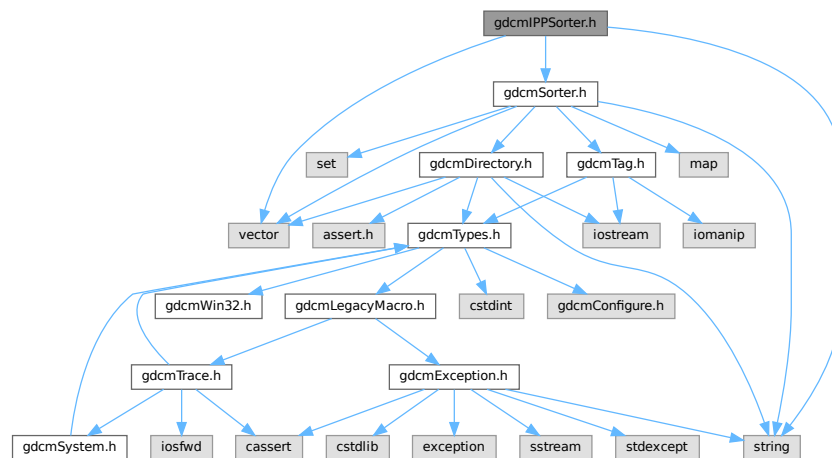 gdcmIPPSorter.h
gdcmSorter.h
set
gdcmDirectory.h
gdcmTag.h
map
vector
assert.h
gdcmTypes.h
iostream
iomanip
gdcmWin32.h
gdcmLegacyMacro.h
cstdint
gdcmConfigure.h
gdcmTrace.h
gdcmException.h
gdcmSystem.h
iosfwd
cassert
cstdlib
exception
sstream
stdexcept
string